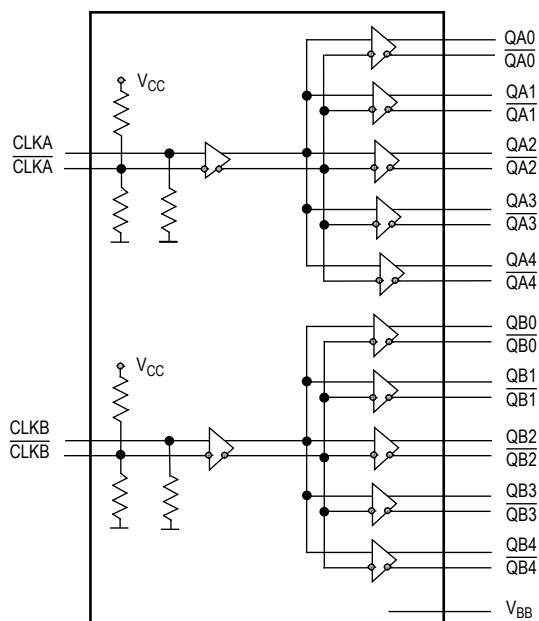 QA0
QA0
VCC
QA1
QA1
CLKA
CLKA
QA2
QA2
QA3
QA3
QA4
QA4
QB0
QB0
VCC
QB1
QB1
CLKB
CLKB
QB2
QB2
QB3
QB3
QB4
QB4
VBB